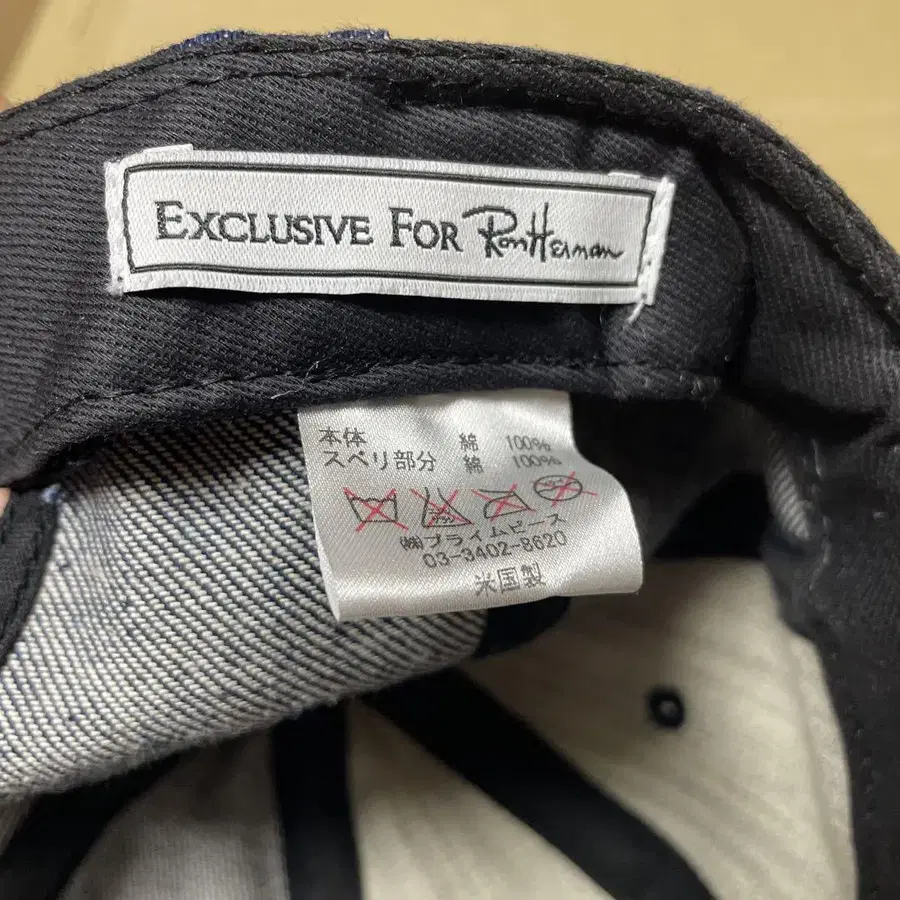 EXCLUSIVE FOR Ron Herman
本体 綿 100%
スベリ部分 綿 100%
㈱プライムピース
03-3402-8620
米国製